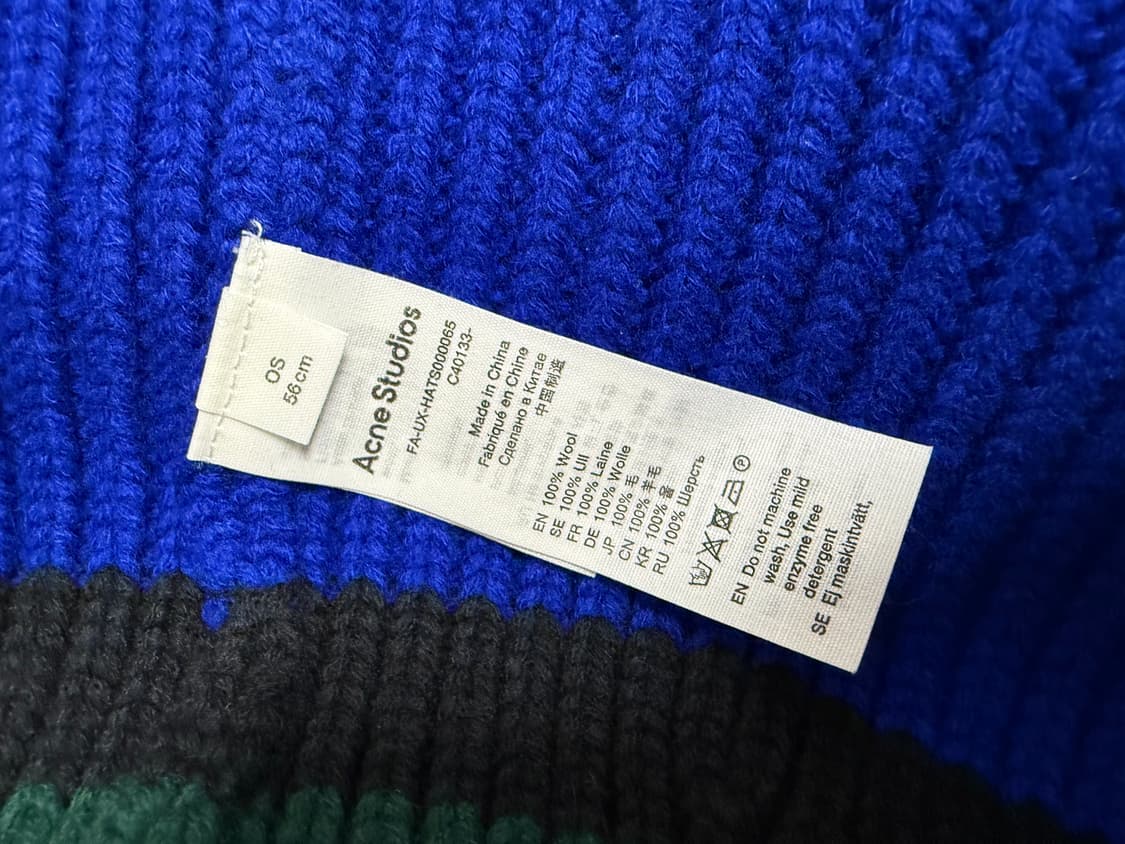 OS
56 cm
Acne Studios
FA-UX-HATS000065
C40133-
Made in China
Fabriqué en Chine
Сделано в Китае
中国制造
EN 100% Wool
SE 100% Ull
FR 100% Laine
DE 100% Wolle
JP 100% 毛
CN 100% 羊毛
KR 100% 울
RU 100% Шерсть
EN Do not machine
wash, Use mild
enzyme free
detergent
SE Ej maskintvätt,